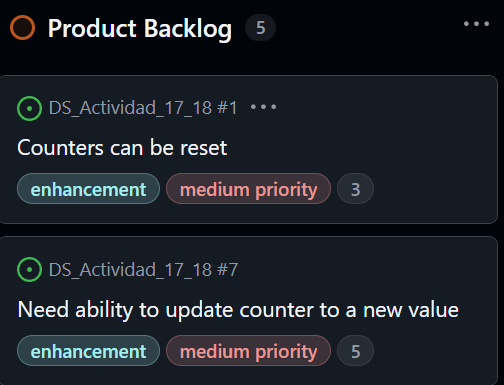 Product Backlog 5 ...
DS_Actividad_17_18 #1 ...
Counters can be reset
enhancement medium priority 3
DS_Actividad_17_18 #7
Need ability to update counter to a new value
enhancement medium priority 5